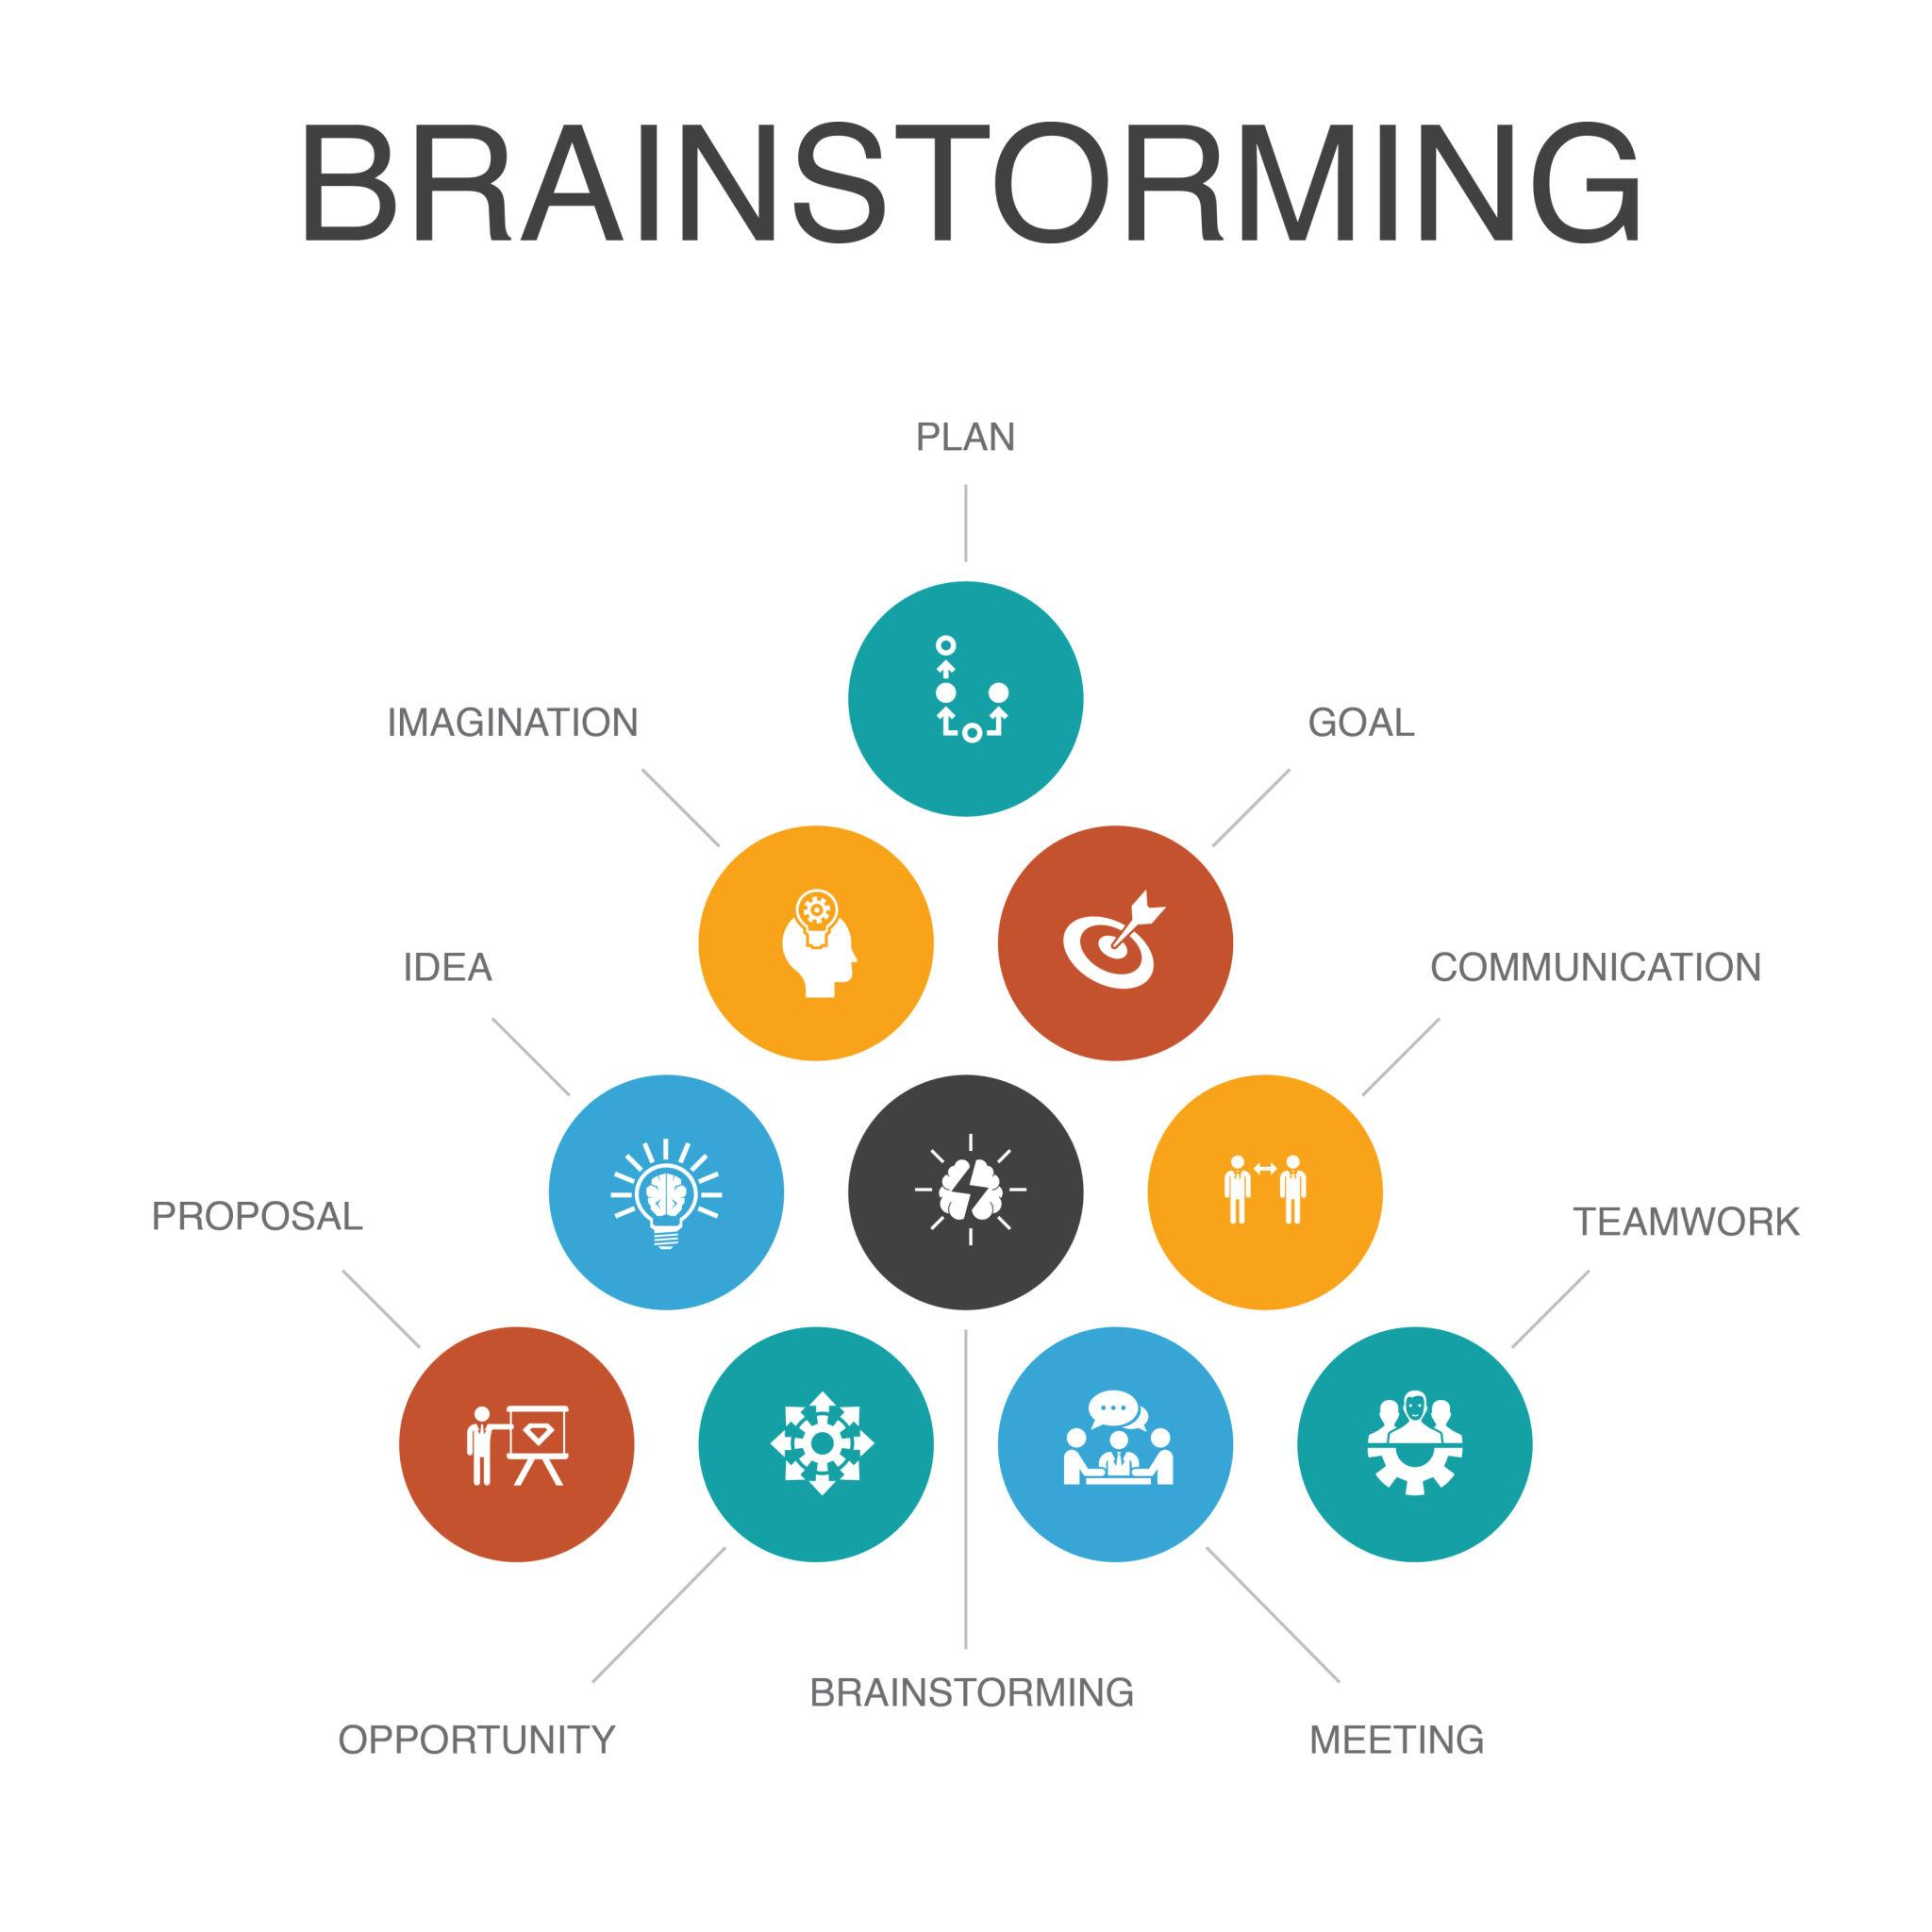 BRAINSTORMING
PLAN
IMAGINATION
GOAL
IDEA
COMMUNICATION
PROPOSAL
TEAMWORK
BRAINSTORMING
OPPORTUNITY
MEETING